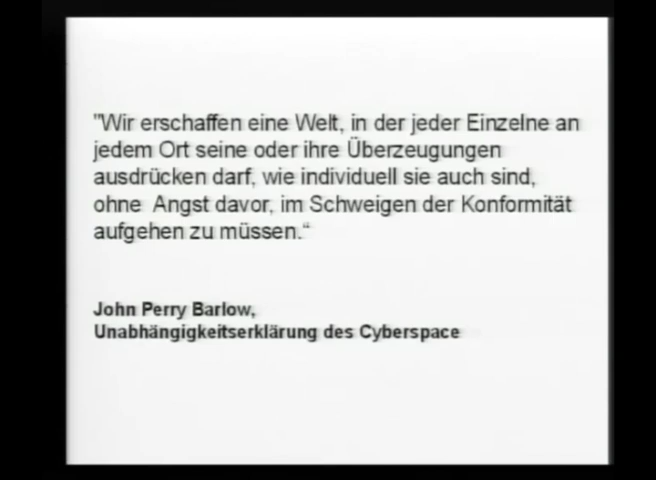 "Wir erschaffen eine Welt, in der jeder Einzelne an
jedem Ort seine oder ihre Überzeugungen
ausdrücken darf, wie individuell sie auch sind,
ohne  Angst davor, im Schweigen der Konformität
aufgehen zu müssen.“
John Perry Barlow,
Unabhängigkeitserklärung des Cyberspace